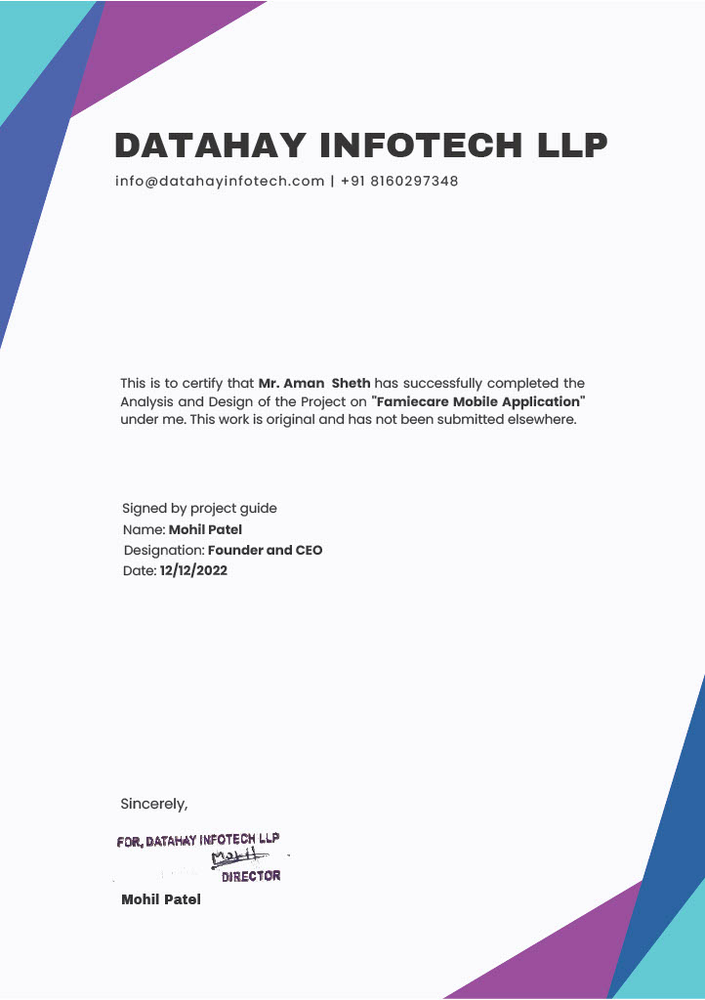 DATAHAY INFOTECH LLP
info@datahayinfotech.com | +91 8160297348
This is to certify that Mr. Aman Sheth has successfully completed the
Analysis and Design of the Project on "Famiecare Mobile Application"
under me. This work is original and has not been submitted elsewhere.
Signed by project guide
Name: Mohil Patel
Designation: Founder and CEO
Date: 12/12/2022
Sincerely,
FOR, DATAHAY INFOTECH LLP
Mohil
DIRECTOR
Mohil Patel